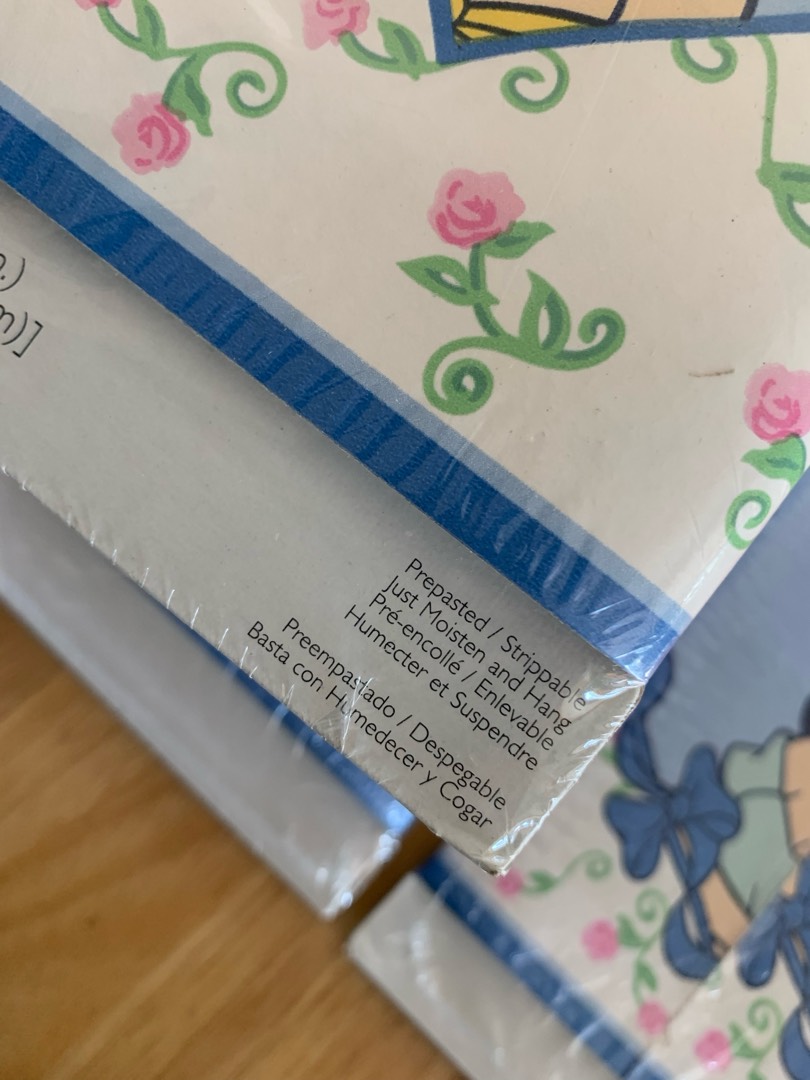 .)
m)]
Prepasted / Strippable
Just Moisten and Hang
Pré-encollé / Enlevable
Humecter et Suspendre
Preempastado / Despegable
Basta con Humedecer y Cogar